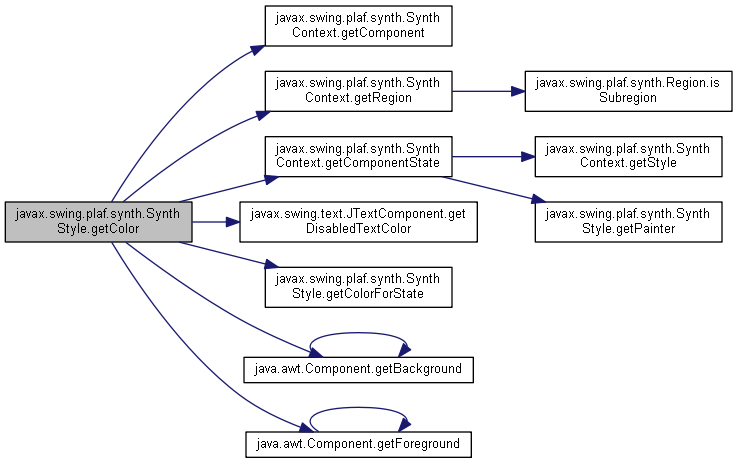 javax.swing.plaf.synth.Synth
Context.getComponent
javax.swing.plaf.synth.Synth
Context.getRegion
javax.swing.plaf.synth.Region.is
Subregion
javax.swing.plaf.synth.Synth
Context.getComponentState
javax.swing.plaf.synth.Synth
Context.getStyle
javax.swing.plaf.synth.Synth
Style.getColor
javax.swing.text.JTextComponent.get
DisabledTextColor
javax.swing.plaf.synth.Synth
Style.getPainter
javax.swing.plaf.synth.Synth
Style.getColorForState
java.awt.Component.getBackground
java.awt.Component.getForeground